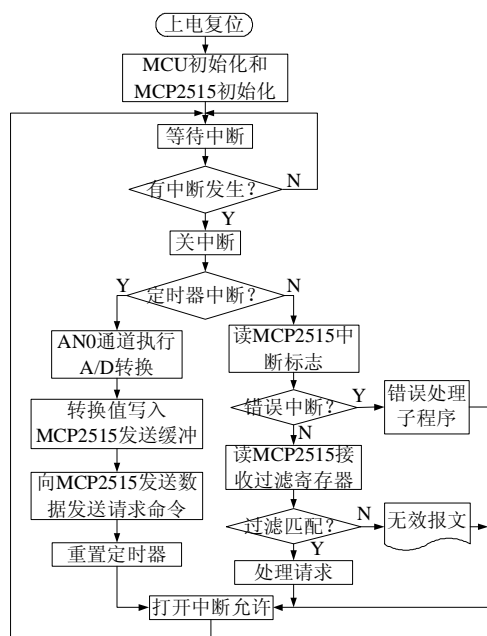 上电复位
MCU初始化和
MCP2515初始化
等待中断
有中断发生？
N
Y
关中断
Y
定时器中断？
N
AN0通道执行
A/D转换
读MCP2515中
断标志
转换值写入
MCP2515发送缓冲
错误中断？
Y
错误处理
子程序
N
向MCP2515发送数
据发送请求命令
读MCP2515接
收过滤寄存器
重置定时器
过滤匹配？
N
无效报文
Y
处理请求
打开中断允许